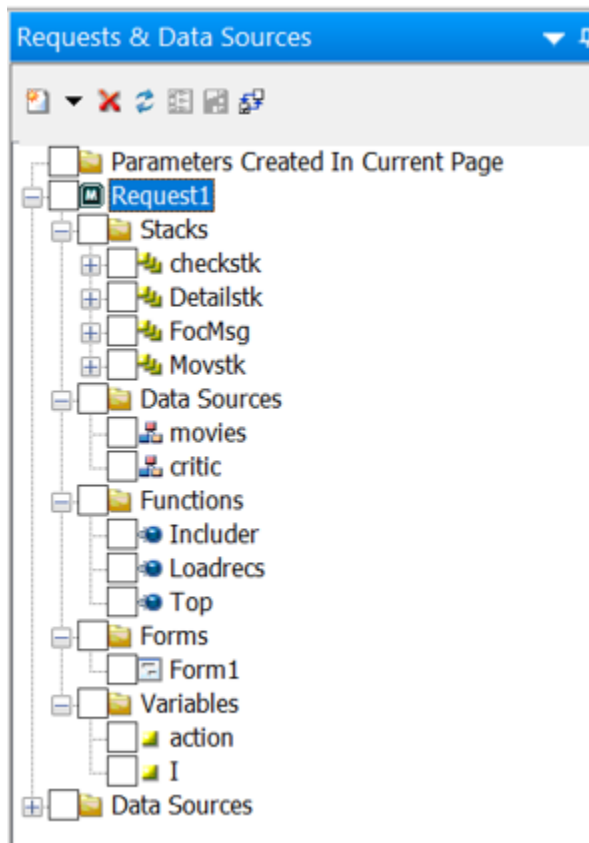 Requests & Data Sources
Parameters Created In Current Page
Request1
Stacks
checkstk
Detailstk
FocMsg
Movstk
Data Sources
movies
critic
Functions
Includer
Loadrecs
Top
Forms
Form1
Variables
action
I
Data Sources